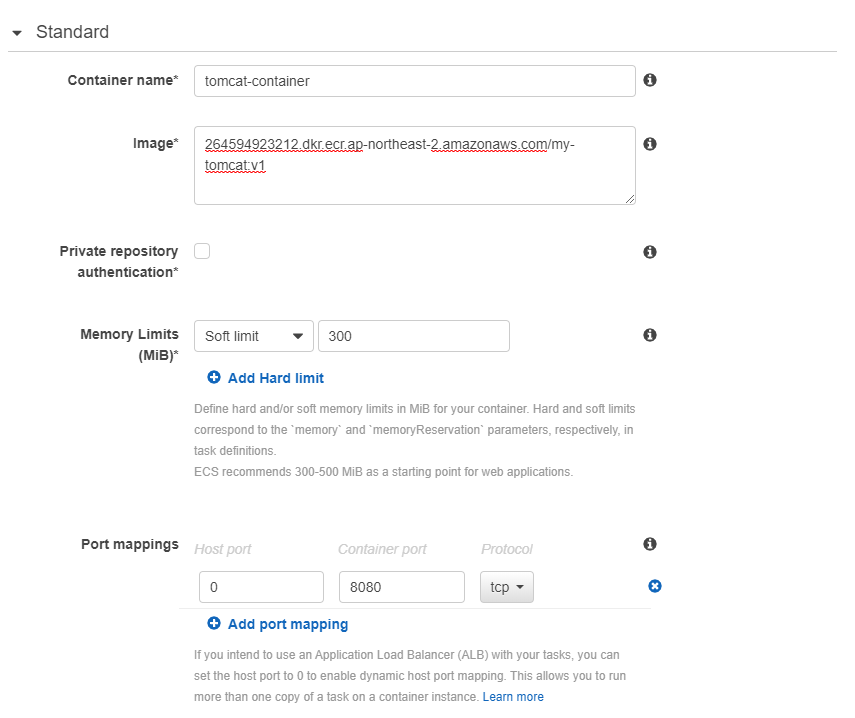 Standard
Container name*
tomcat-container
Image*
264594923212.dkr.ecr.ap-northeast-2.amazonaws.com/my-
tomcat:v1
Private repository
authentication*
Memory Limits
(MiB)*
Soft limit
300
Add Hard limit
Define hard and/or soft memory limits in MiB for your container. Hard and soft limits
correspond to the `memory` and `memoryReservation` parameters, respectively, in
task definitions.
ECS recommends 300-500 MiB as a starting point for web applications.
Port mappings
Host port Container port Protocol
0 8080 tcp
Add port mapping
If you intend to use an Application Load Balancer (ALB) with your tasks, you can
set the host port to 0 to enable dynamic host port mapping. This allows you to run
more than one copy of a task on a container instance. Learn more